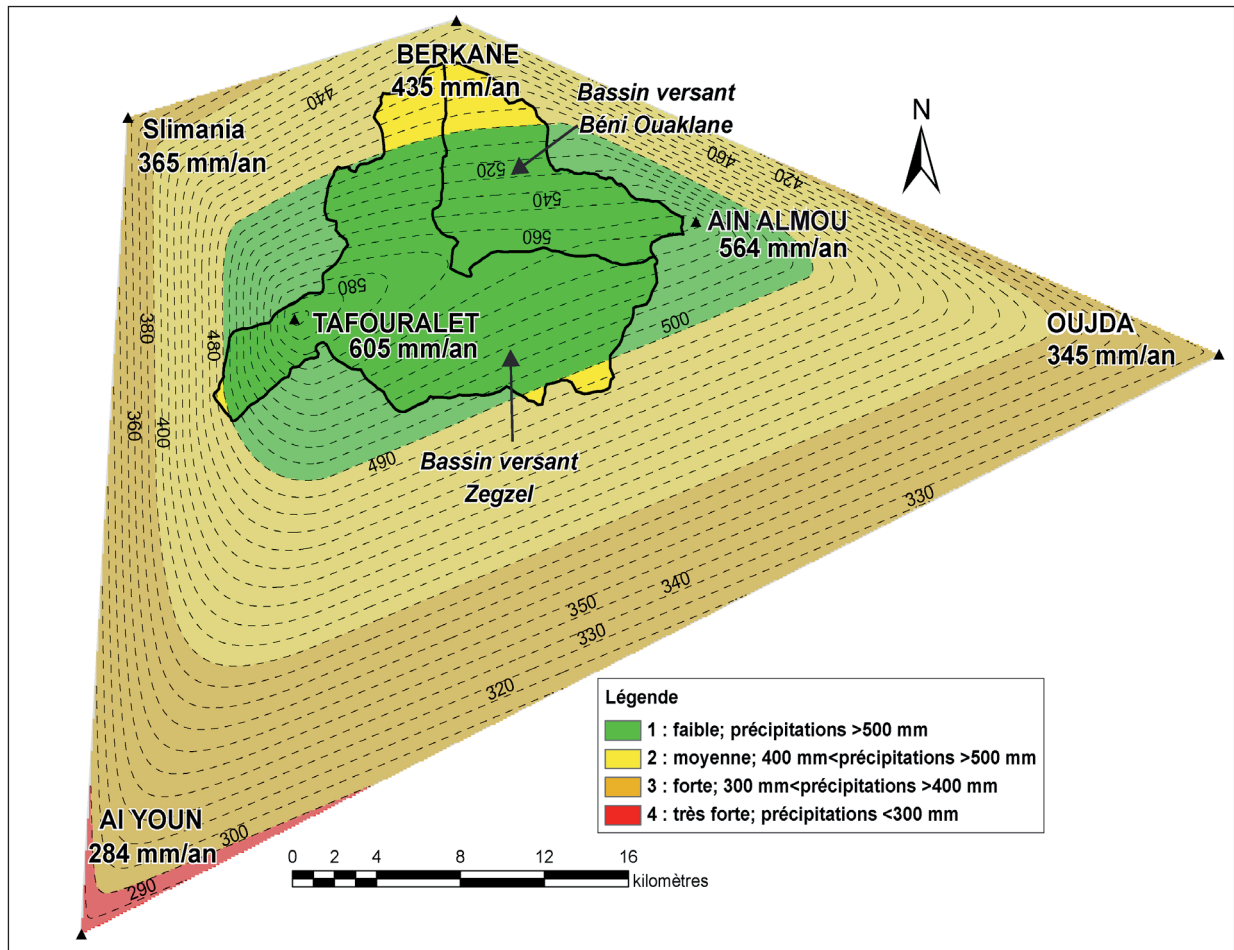 BERKANE
435 mm/an
Bassin versant
Béni Ouaklane
N
440
Slimania
365 mm/an
460
420
520
540
560
AIN ALMOU
564 mm/an
580
TAFOURALET
605 mm/an
500
OUJDA
345 mm/an
380
480
360
400
490
Bassin versant
Zegzel
330
340
350
330
320
Légende
1 : faible; précipitations >500 mm
2 : moyenne; 400 mm<précipitations >500 mm
3 : forte; 300 mm<précipitations >400 mm
4 : très forte; précipitations <300 mm
AI YOUN
284 mm/an
300
290
0 2 4 8 12 16
kilomètres